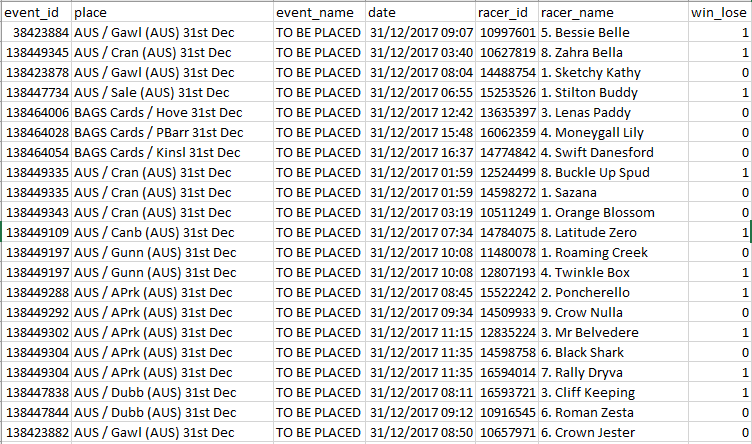 event_id place event_name date racer_id racer_name win_lose
38423884 AUS / Gawl (AUS) 31st Dec TO BE PLACED 31/12/2017 09:07 10997601 5. Bessie Belle 1
138449345 AUS / Cran (AUS) 31st Dec TO BE PLACED 31/12/2017 03:40 10627819 8. Zahra Bella 1
138423878 AUS / Gawl (AUS) 31st Dec TO BE PLACED 31/12/2017 08:04 14488754 1. Sketchy Kathy 0
138447734 AUS / Sale (AUS) 31st Dec TO BE PLACED 31/12/2017 06:55 15253526 1. Stilton Buddy 1
138464006 BAGS Cards / Hove 31st Dec TO BE PLACED 31/12/2017 12:42 13635397 3. Lenas Paddy 0
138464028 BAGS Cards / PBarr 31st Dec TO BE PLACED 31/12/2017 15:48 16062359 4. Moneygall Lily 0
138464054 BAGS Cards / Kinsl 31st Dec TO BE PLACED 31/12/2017 16:37 14774842 4. Swift Danesford 0
138449335 AUS / Cran (AUS) 31st Dec TO BE PLACED 31/12/2017 01:59 12524499 8. Buckle Up Spud 1
138449335 AUS / Cran (AUS) 31st Dec TO BE PLACED 31/12/2017 01:59 14598272 1. Sazana 0
138449343 AUS / Cran (AUS) 31st Dec TO BE PLACED 31/12/2017 03:19 10511249 1. Orange Blossom 0
138449109 AUS / Canb (AUS) 31st Dec TO BE PLACED 31/12/2017 07:34 14784075 8. Latitude Zero 1
138449197 AUS / Gunn (AUS) 31st Dec TO BE PLACED 31/12/2017 10:08 11480078 1. Roaming Creek 0
138449197 AUS / Gunn (AUS) 31st Dec TO BE PLACED 31/12/2017 10:08 12807193 4. Twinkle Box 1
138449288 AUS / APrk (AUS) 31st Dec TO BE PLACED 31/12/2017 08:45 15522242 2. Poncherello 1
138449292 AUS / APrk (AUS) 31st Dec TO BE PLACED 31/12/2017 09:34 14509933 9. Crow Nulla 0
138449302 AUS / APrk (AUS) 31st Dec TO BE PLACED 31/12/2017 11:15 12835224 3. Mr Belvedere 1
138449304 AUS / APrk (AUS) 31st Dec TO BE PLACED 31/12/2017 11:35 14598758 6. Black Shark 0
138449304 AUS / APrk (AUS) 31st Dec TO BE PLACED 31/12/2017 11:35 16594014 7. Rally Dryva 1
138447838 AUS / Dubb (AUS) 31st Dec TO BE PLACED 31/12/2017 08:11 16593721 3. Cliff Keeping 1
138447844 AUS / Dubb (AUS) 31st Dec TO BE PLACED 31/12/2017 09:12 10916545 6. Roman Zesta 0
138423882 AUS / Gawl (AUS) 31st Dec TO BE PLACED 31/12/2017 08:50 10657971 6. Crown Jester 0